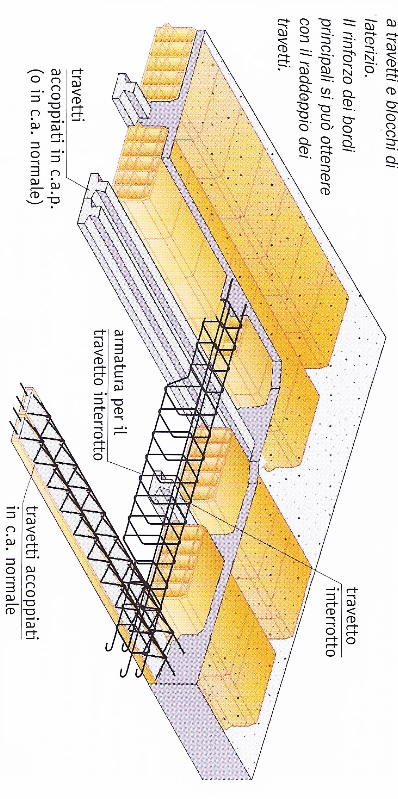 a travetti e blocchi di
laterizio.
Il rinforzo dei bordi
principali si può ottenere
con il raddoppio dei
travetti.
travetto
interrotto
armatura per il
travetto interrotto
travetti
accoppiati in c.a.p.
(o in c.a. normale)
travetti accoppiati
in c.a. normale